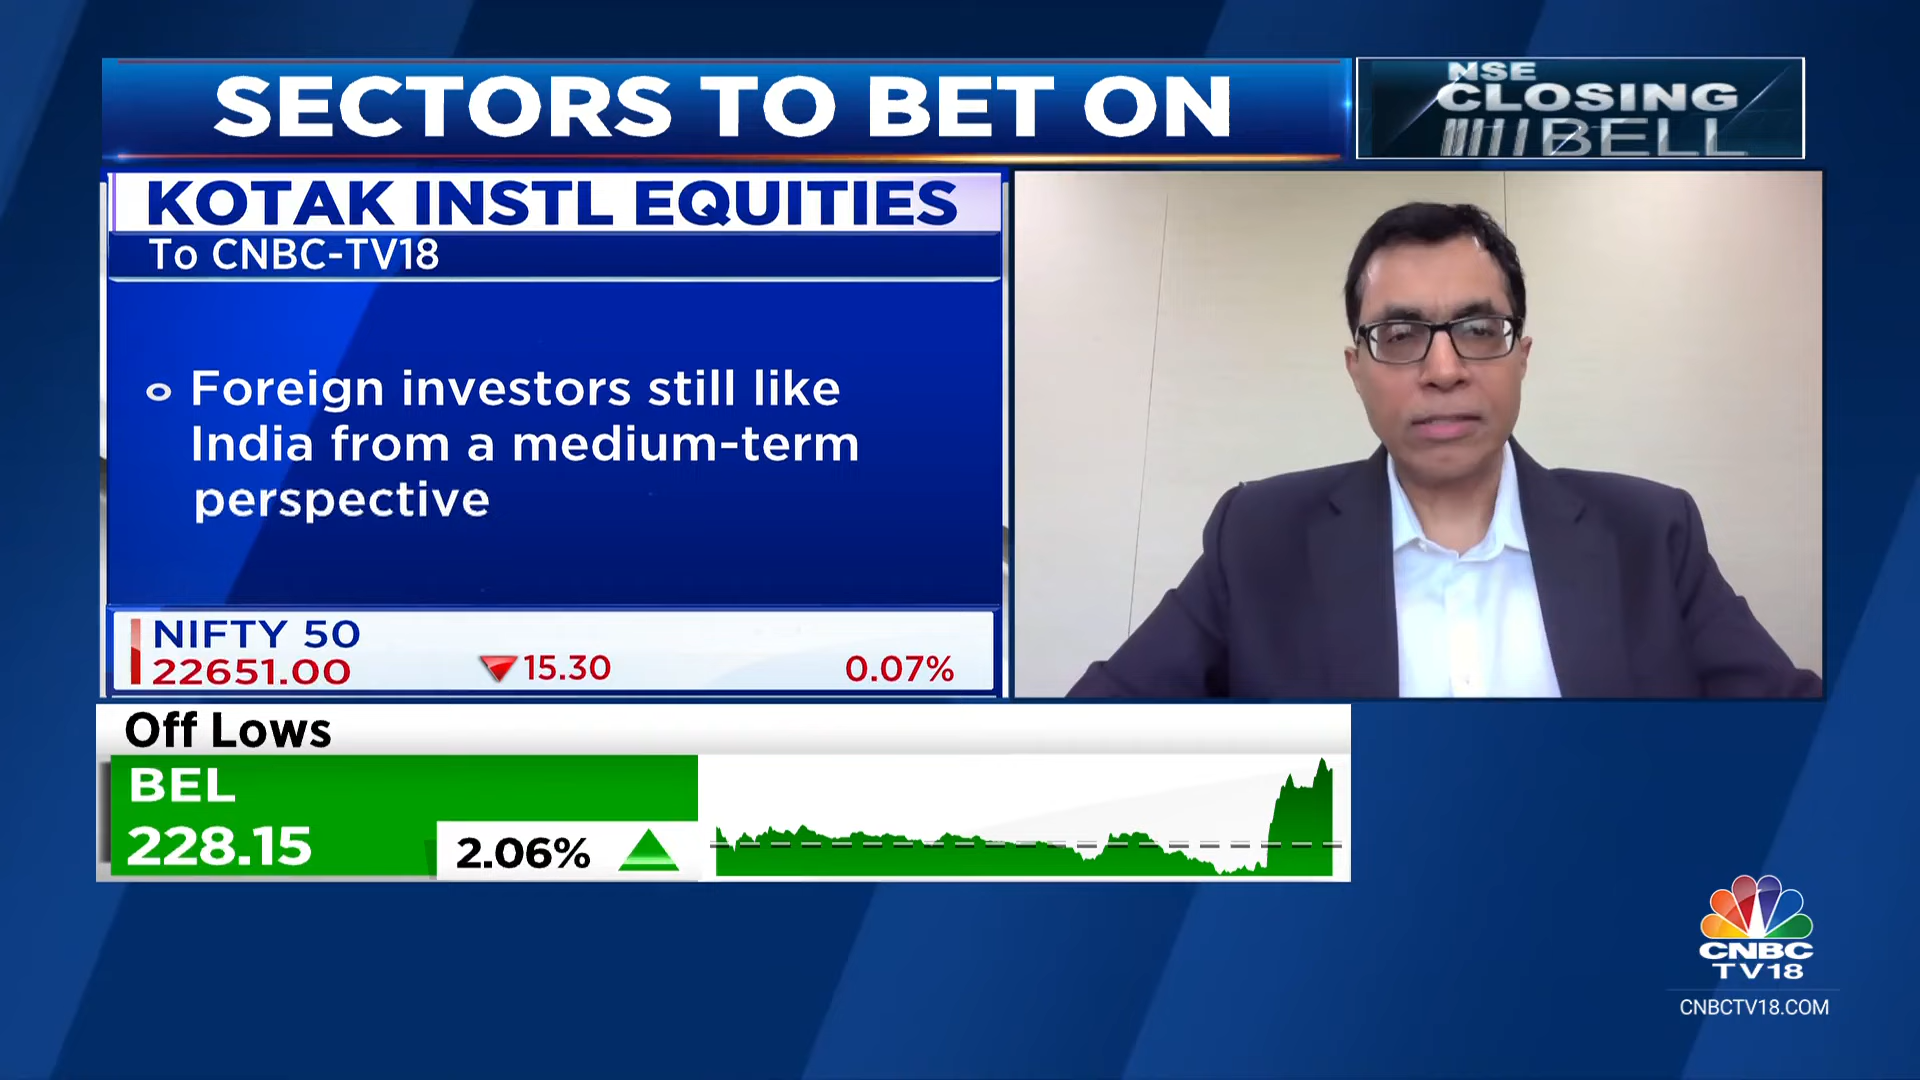 SECTORS TO BET ON
NSE
CLOSING
BELL
KOTAK INSTL EQUITIES
To CNBC-TV18
Foreign investors still like
India from a medium-term
perspective
NIFTY 50
22651.00 15.30 0.07%
Off Lows
BEL
228.15 2.06%
CNBC
TV18
CNBCTV18.COM